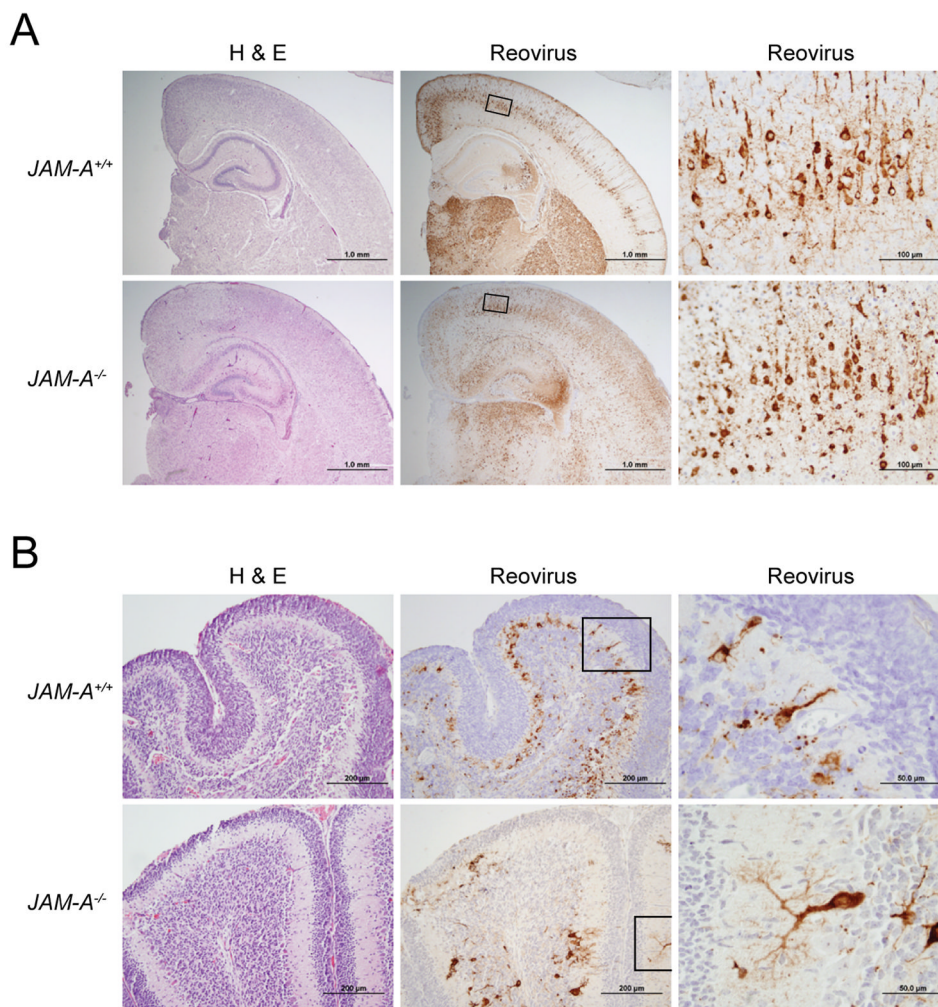 A
H & E
Reovirus
Reovirus
JAM-A+/+
1.0 mm
1.0 mm
100 µm
JAM-A-/-
1.0 mm
1.0 mm
100 µm
B
H & E
Reovirus
Reovirus
JAM-A+/+
200 µm
200 µm
50.0 µm
JAM-A-/-
200 µm
200 µm
50.0 µm